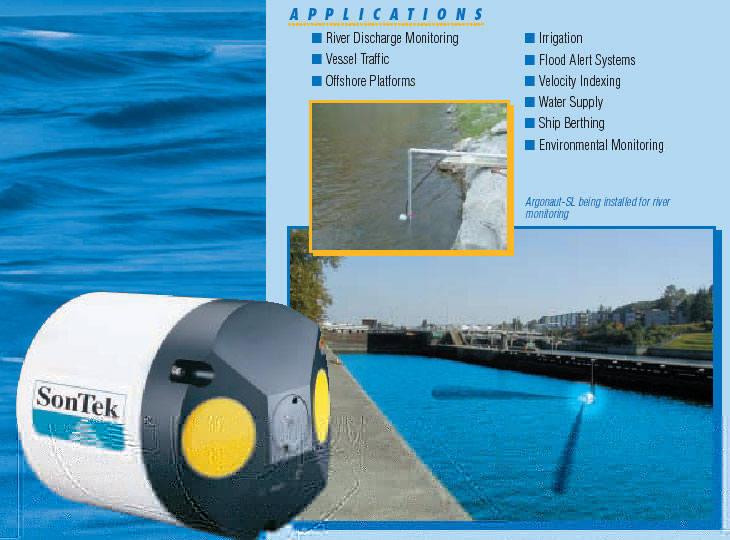 APPLICATIONS
River Discharge Monitoring
Vessel Traffic
Offshore Platforms
Irrigation
Flood Alert Systems
Velocity Indexing
Water Supply
Ship Berthing
Environmental Monitoring
Argonaut-SL being installed for river
monitoring
SonTek